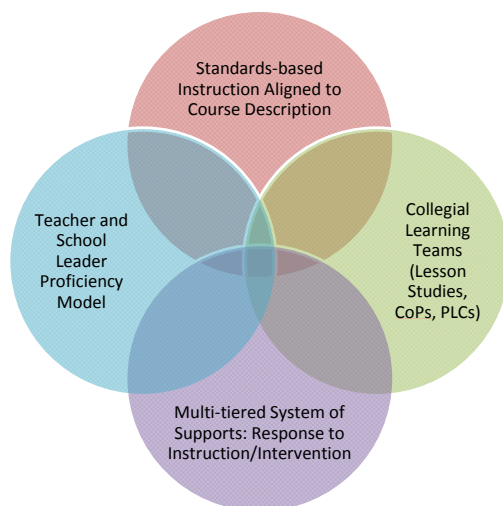 Standards-based
Instruction Aligned to
Course Description
Teacher and
School
Leader
Proficiency
Model
Collegial
Learning
Teams
(Lesson
Studies,
CoPs, PLCs)
Multi-tiered System of
Supports: Response to
Instruction/Intervention